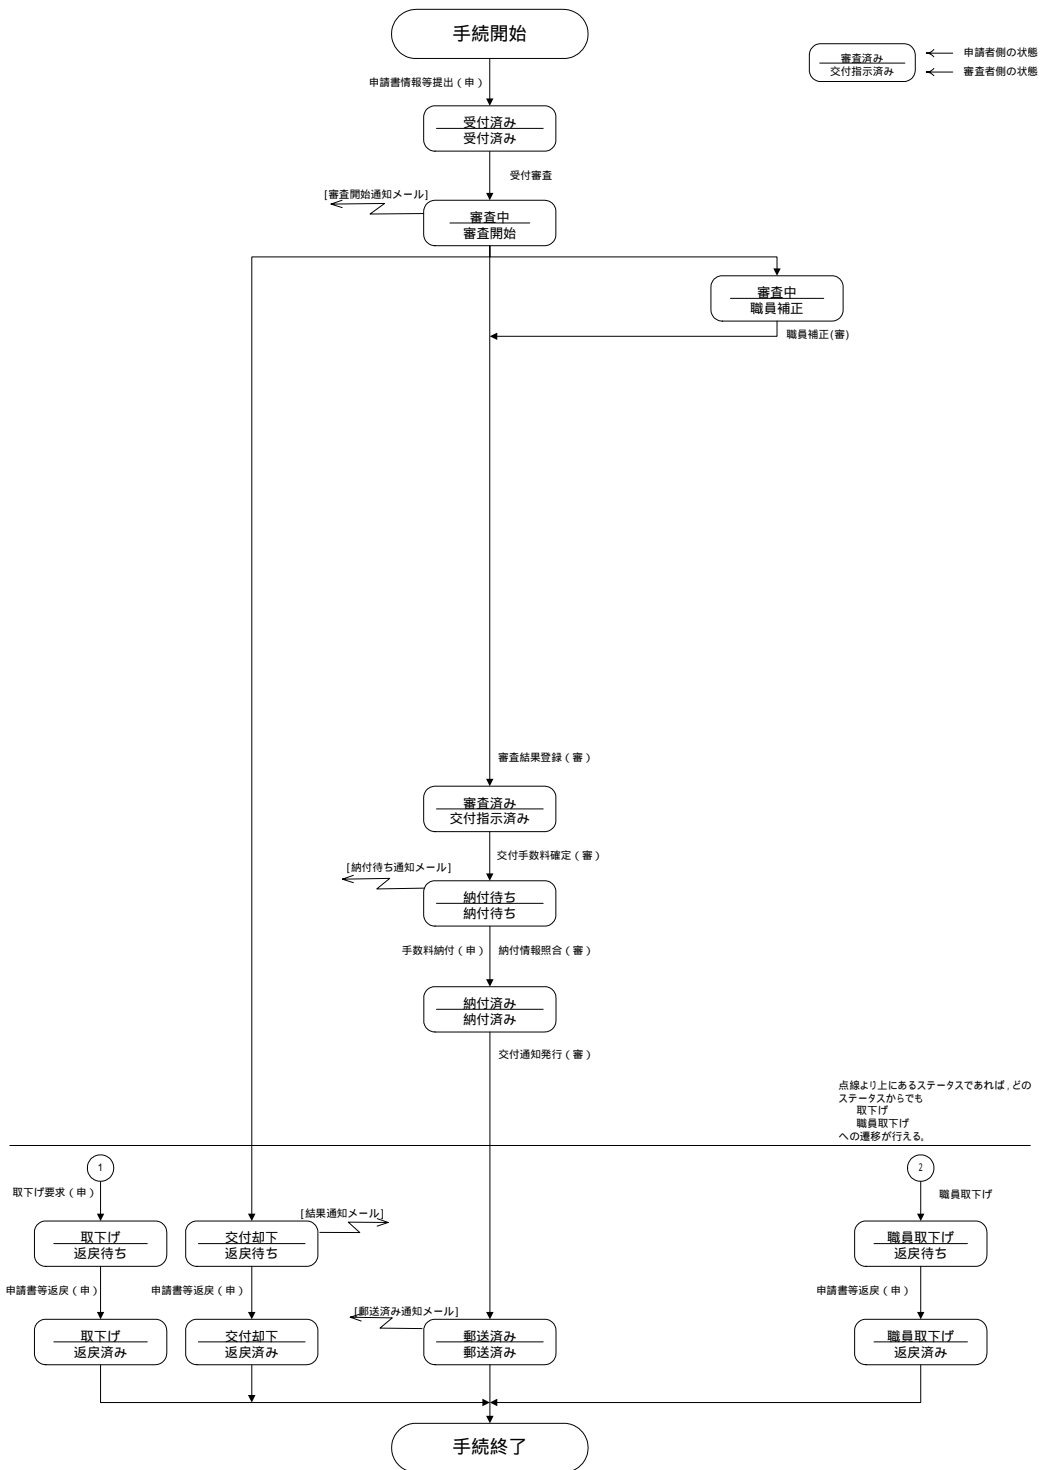 手続開始
審査済み
交付指示済み
申請者側の状態
審査者側の状態
申請書情報等提出（申）
受付済み
受付済み
受付審査
[審査開始通知メール]
審査中
審査開始
審査中
職員補正
職員補正(審)
審査結果登録（審）
審査済み
交付指示済み
交付手数料確定（審）
[納付待ち通知メール]
納付待ち
納付待ち
手数料納付（申）
納付情報照合（審）
納付済み
納付済み
交付通知発行（審）
点線より上にあるステータスであれば，どの
ステータスからでも
取下げ
職員取下げ
への遷移が行える。
1
2
取下げ要求（申）
職員取下げ
[結果通知メール]
取下げ
返戻待ち
交付却下
返戻待ち
職員取下げ
返戻待ち
申請書等返戻（申）
申請書等返戻（申）
申請書等返戻（申）
[郵送済み通知メール]
取下げ
返戻済み
交付却下
返戻済み
郵送済み
郵送済み
職員取下げ
返戻済み
手続終了